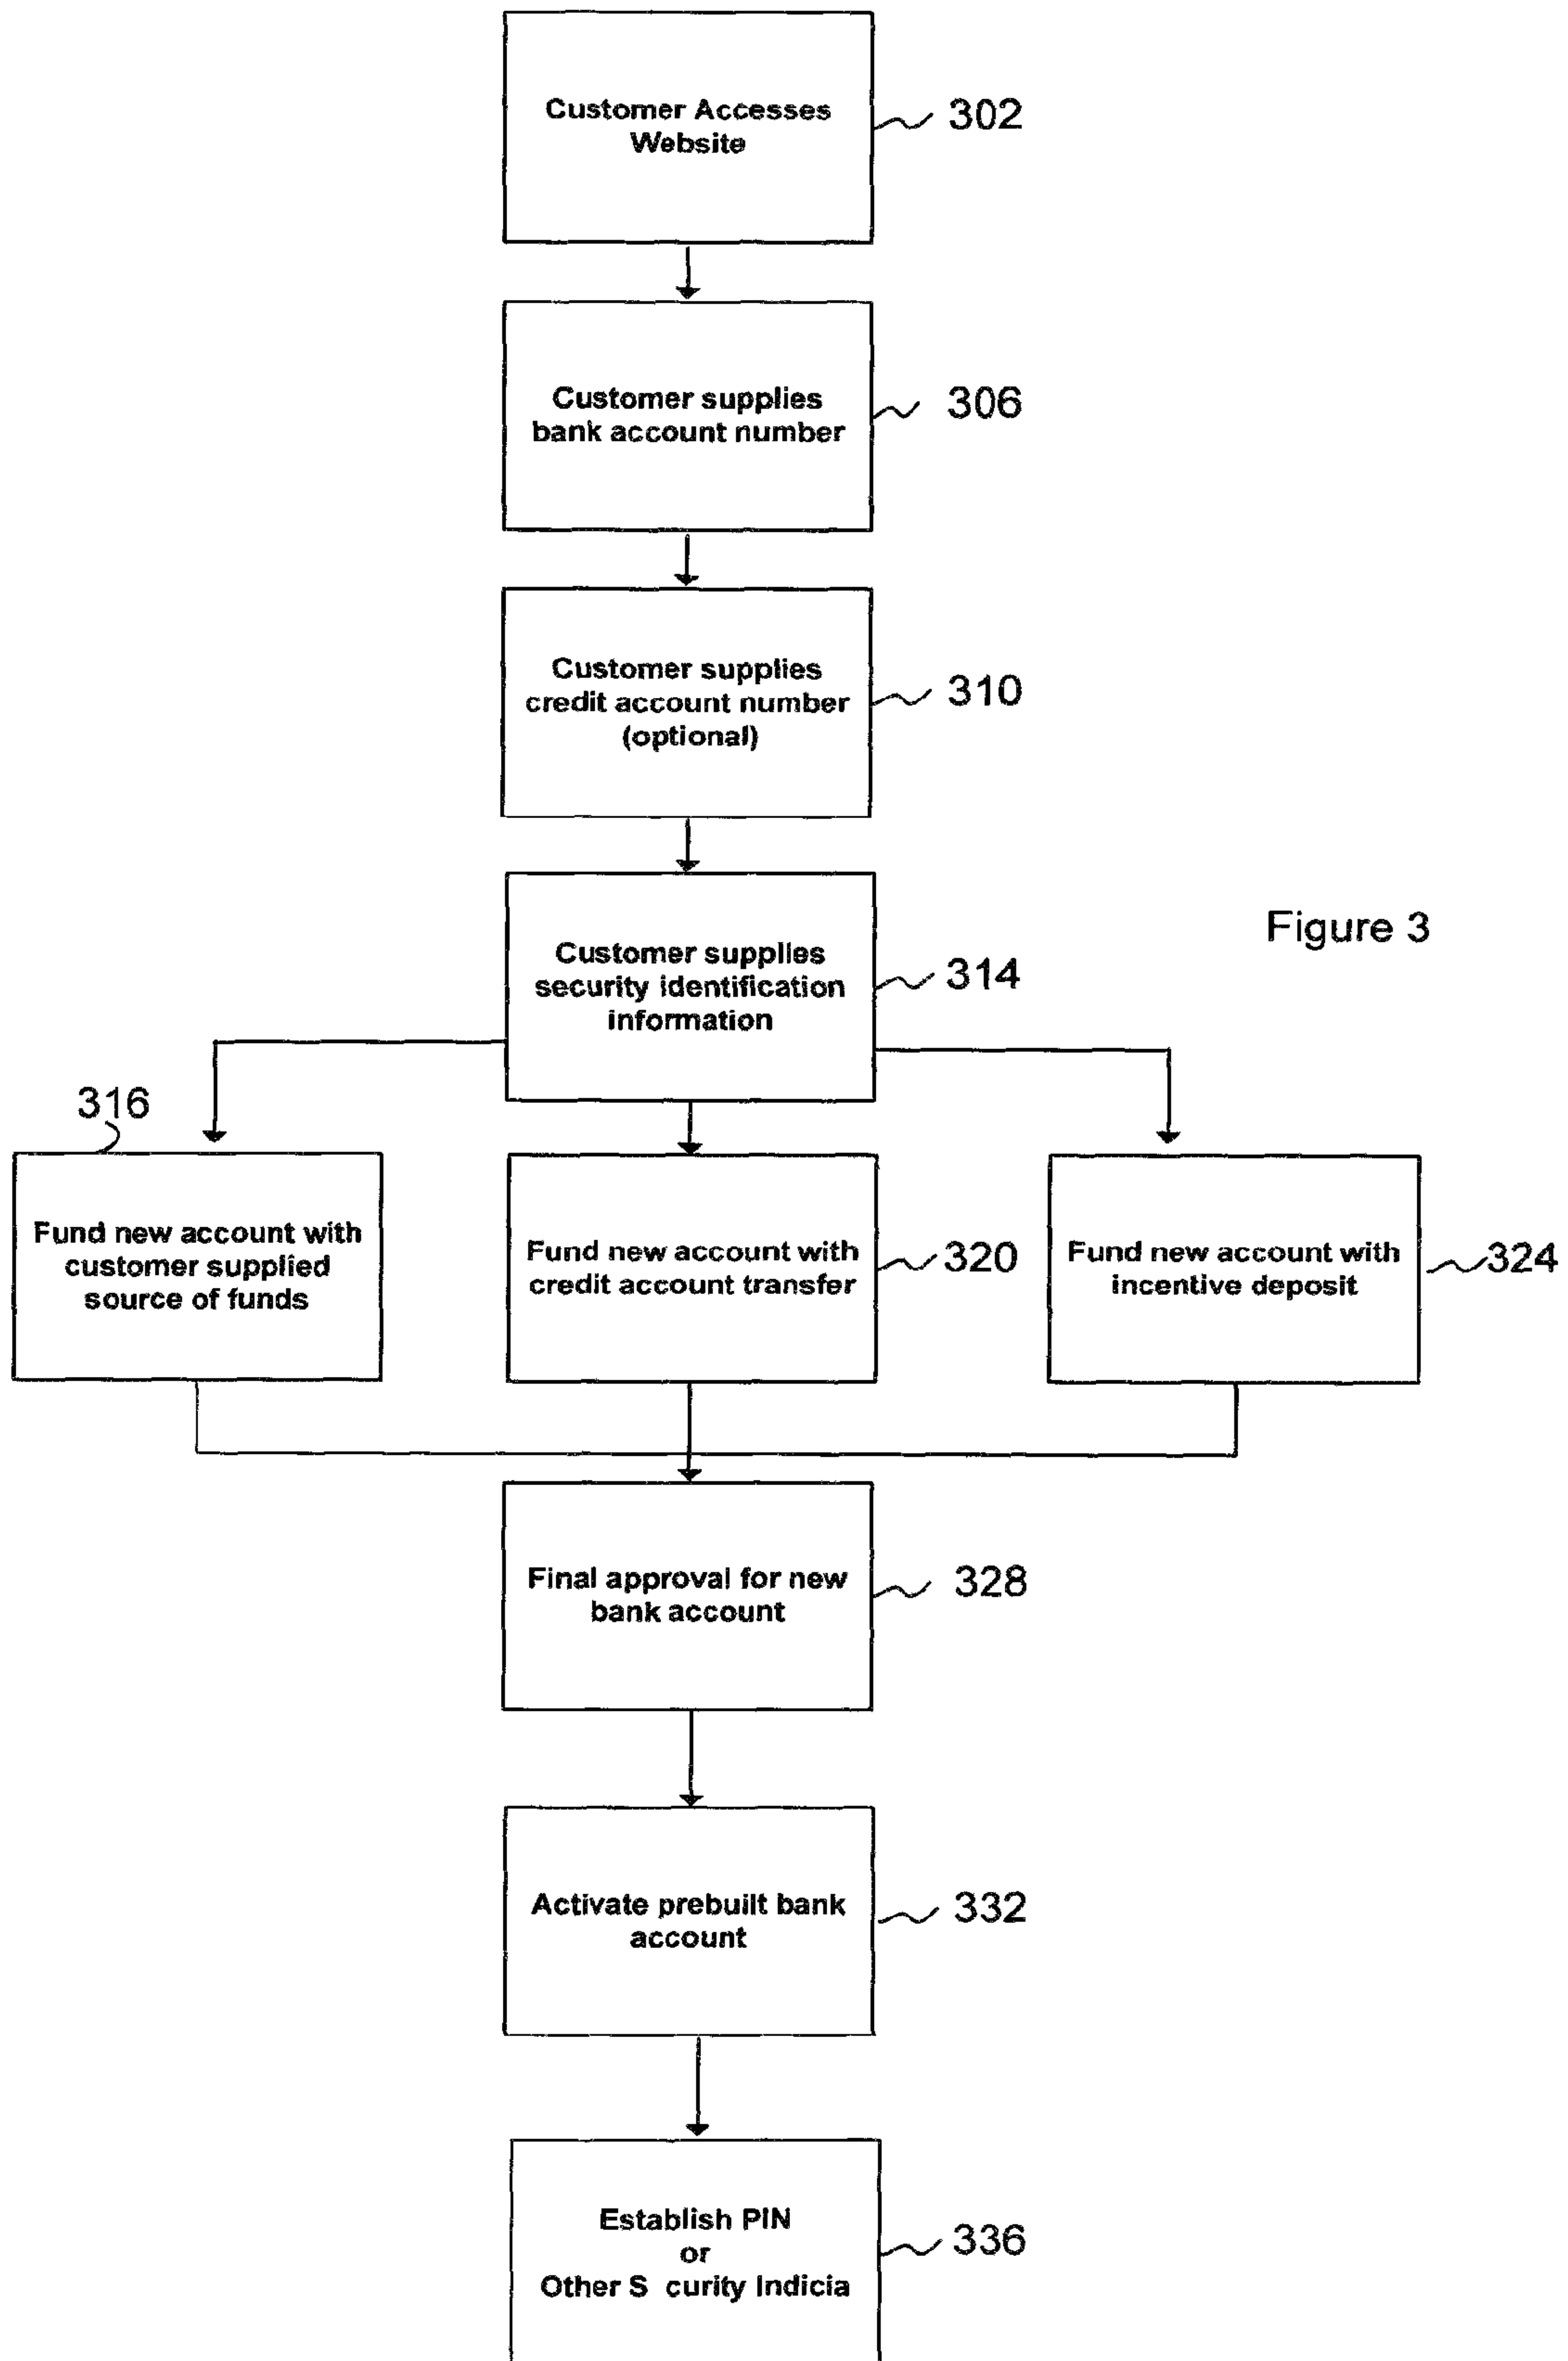 Customer Accesses
Website
302
Customer supplies
bank account number
306
Customer supplies
credit account number
(optional)
310
Customer supplies
security identification
information
314
Figure 3
316
Fund new account with
customer supplied
source of funds
Fund new account with
credit account transfer
320
Fund new account with
incentive deposit
324
Final approval for new
bank account
328
Activate prebuilt bank
account
332
Establish PIN
or
Other S curity Indicia
336